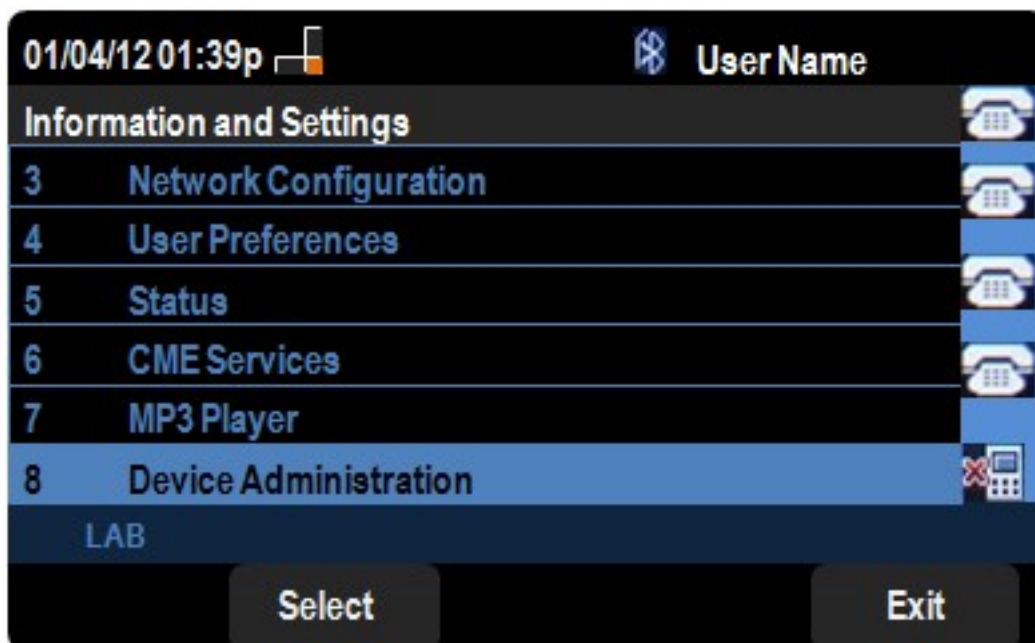 01/04/12 01:39p User Name
Information and Settings
3 Network Configuration
4 User Preferences
5 Status
6 CME Services
7 MP3 Player
8 Device Administration
LAB
Select Exit